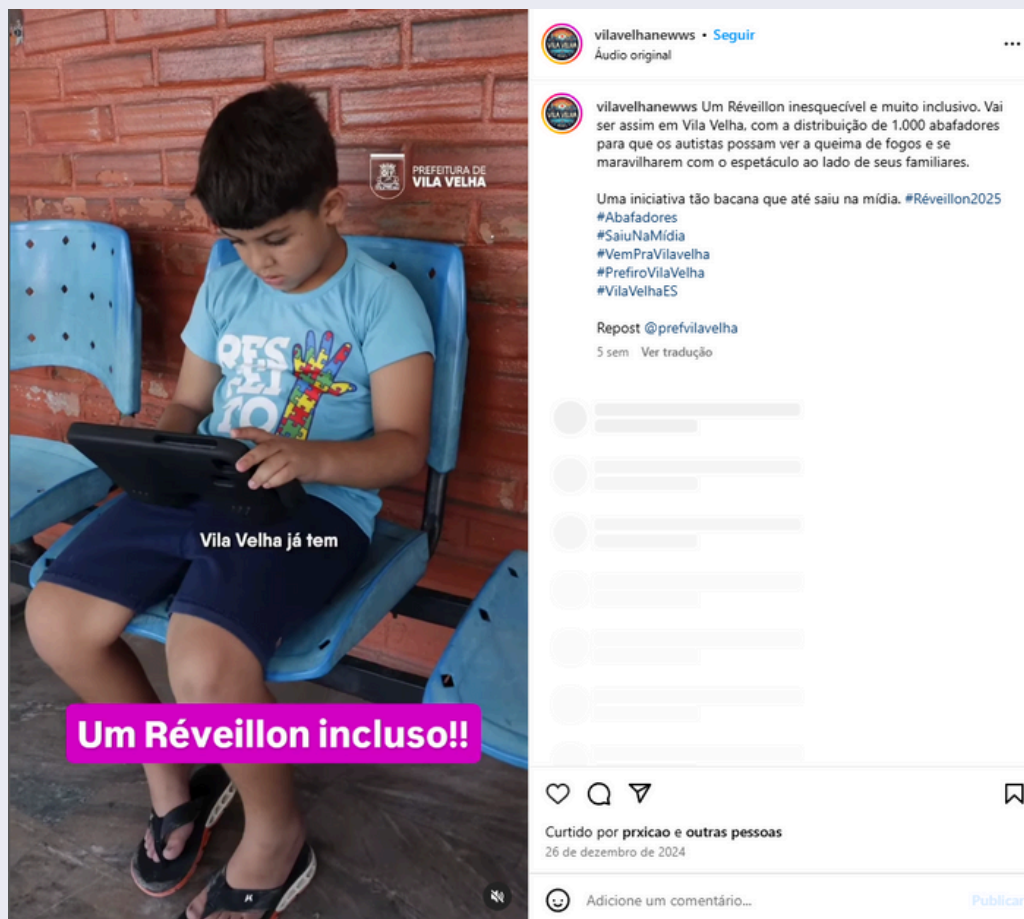 vilavelhanewws • Seguir
Áudio original
vilavelhanewws Um Réveillon inesquecível e muito inclusivo. Vai
ser assim em Vila Velha, com a distribuição de 1.000 abafadores
para que os autistas possam ver a queima de fogos e se
maravilharem com o espetáculo ao lado de seus familiares.
Uma iniciativa tão bacana que até saiu na mídia. #Réveillon2025
#Abafadores
#SaiuNaMídia
#VemPraVilavelha
#PrefiroVilaVelha
#VilaVelhaES
Repost @prefvilavelha
5 sem Ver tradução
PREFEITURA DE
VILA VELHA
RES
PEI
TO
Vila Velha já tem
Um Réveillon incluso!!
Curtido por prxicao e outras pessoas
26 de dezembro de 2024
Adicione um comentário...
Publicar